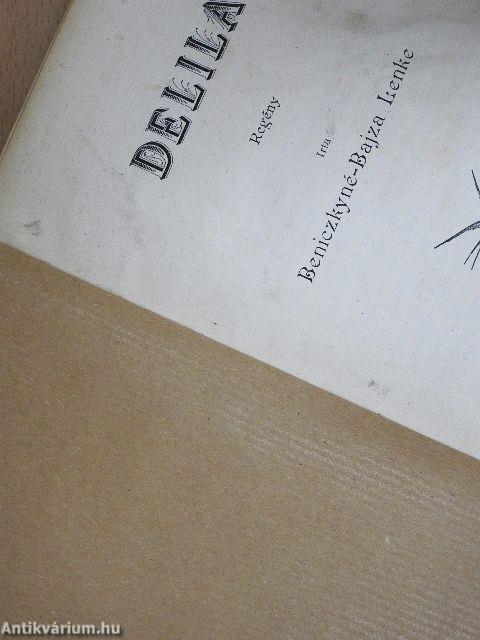 DELILA
Regény
Irta
Beniczkyné-Bajza Lenke
Antikvárium.hu